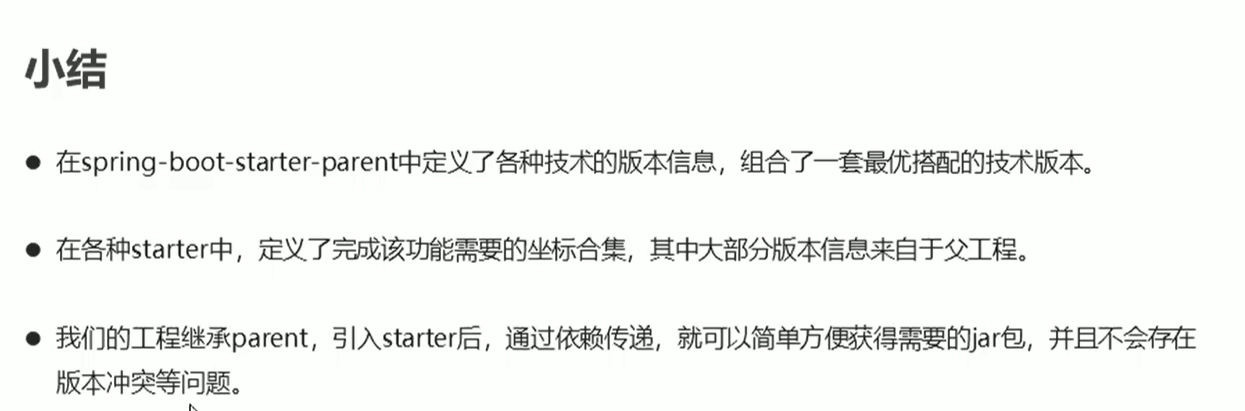 小结
● 在spring-boot-starter-parent中定义了各种技术的版本信息，组合了一套最优搭配的技术版本。
● 在各种starter中，定义了完成该功能需要的坐标合集，其中大部分版本信息来自于父工程。
● 我们的工程继承parent，引入starter后，通过依赖传递，就可以简单方便获得需要的jar包，并且不会存在
版本冲突等问题。